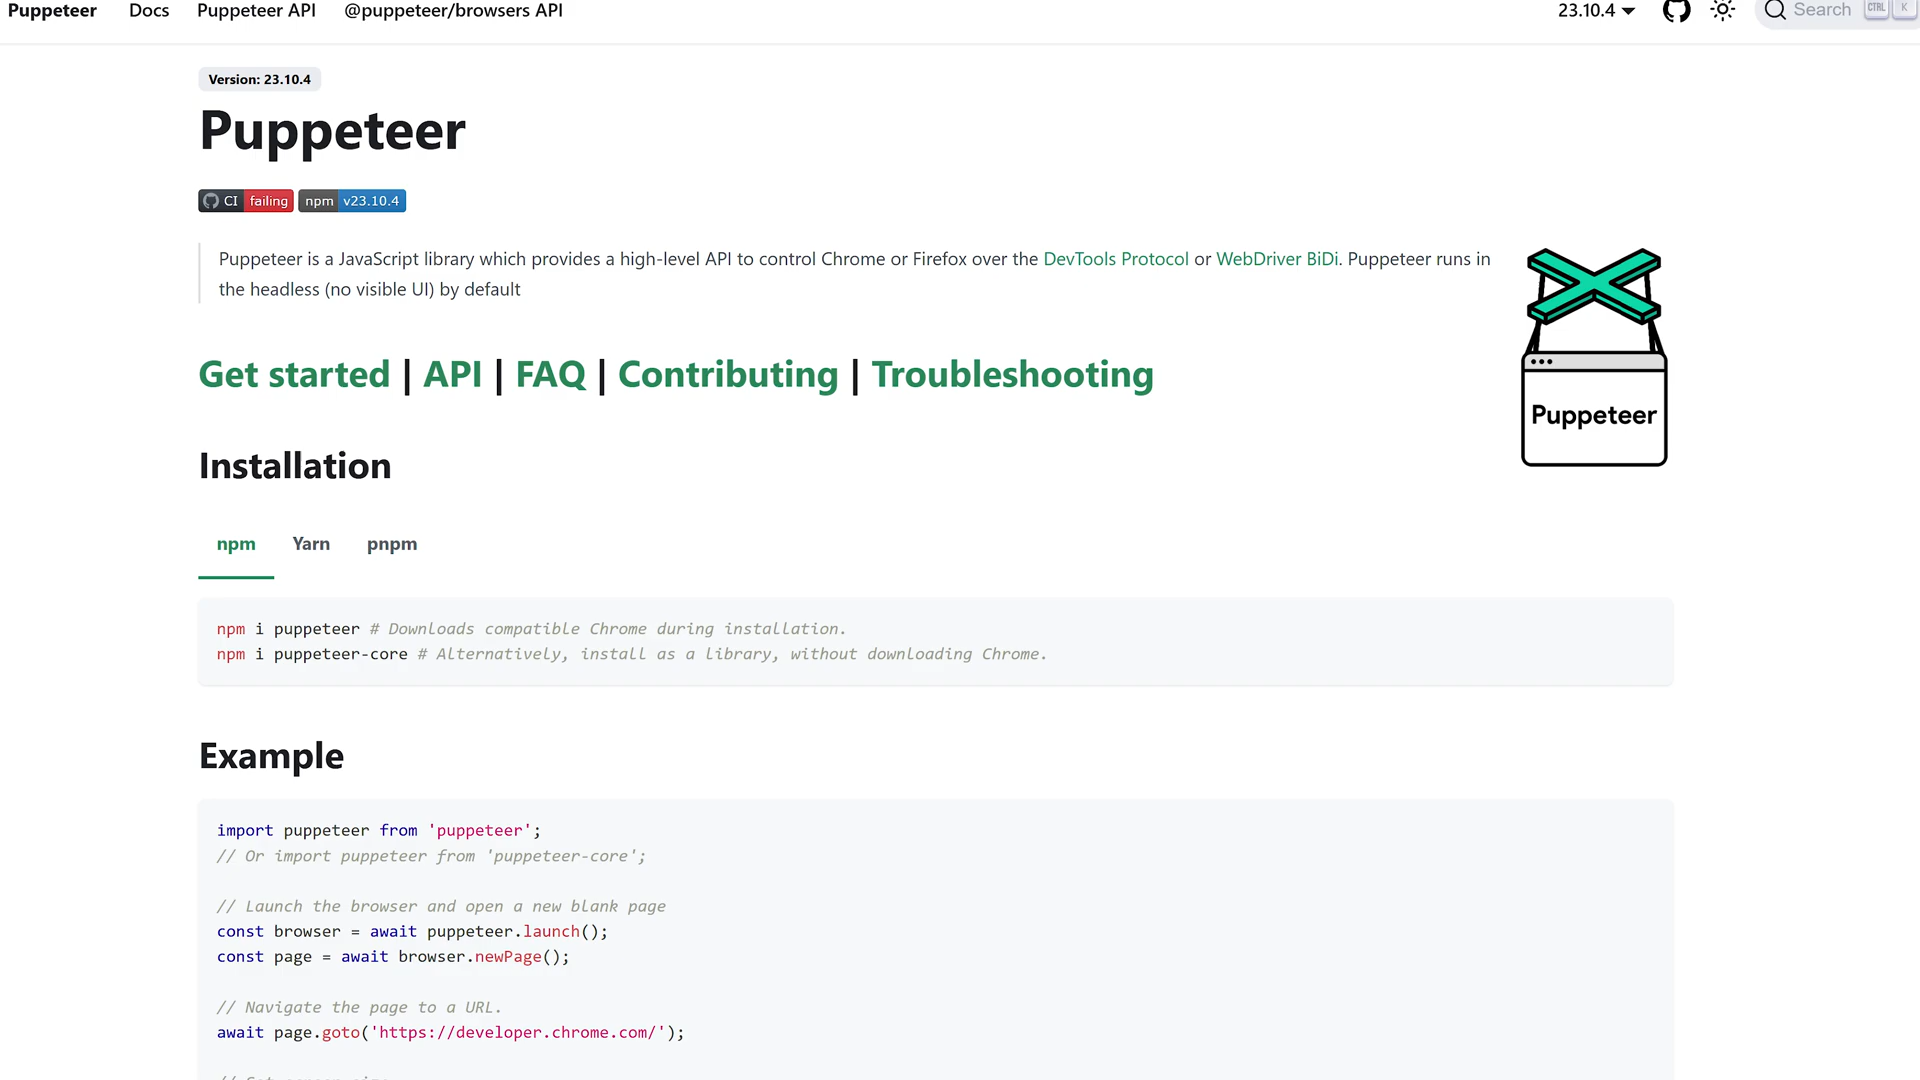 Puppeteer Docs Puppeteer API @puppeteer/browsers API 23.10.4 Search CTRL K
Version: 23.10.4
Puppeteer
CI failing npm v23.10.4
Puppeteer is a JavaScript library which provides a high-level API to control Chrome or Firefox over the DevTools Protocol or WebDriver BiDi. Puppeteer runs in
the headless (no visible UI) by default
Puppeteer
Get started | API | FAQ | Contributing | Troubleshooting
Installation
npm Yarn pnpm
npm i puppeteer # Downloads compatible Chrome during installation.
npm i puppeteer-core # Alternatively, install as a library, without downloading Chrome.
Example
import puppeteer from 'puppeteer';
// Or import puppeteer from 'puppeteer-core';
// Launch the browser and open a new blank page
const browser = await puppeteer.launch();
const page = await browser.newPage();
// Navigate the page to a URL.
await page.goto('https://developer.chrome.com/');